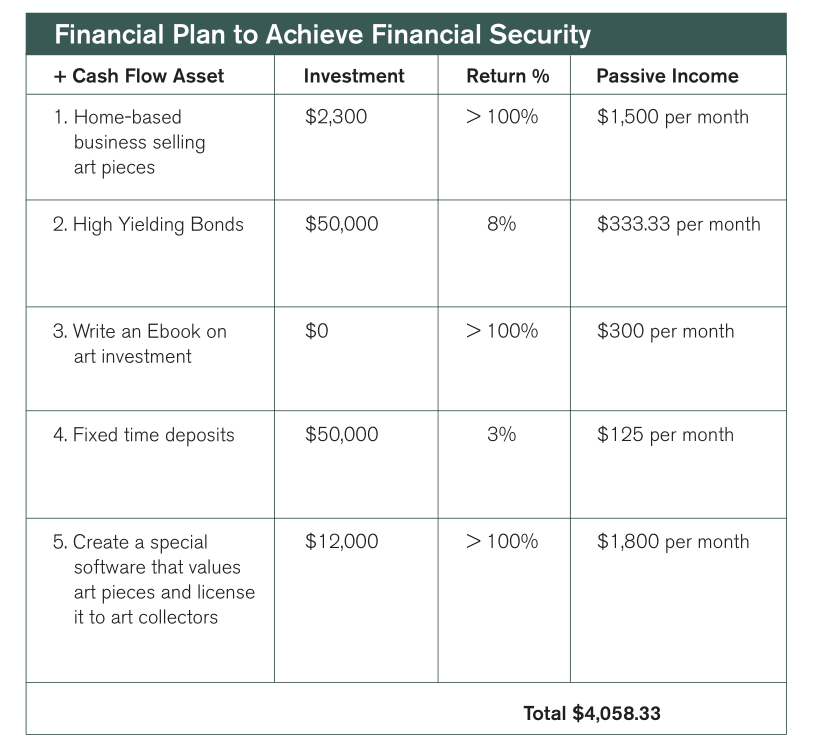 Financial Plan to Achieve Financial Security
+ Cash Flow Asset Investment Return % Passive Income
1. Home-based $2,300 > 100% $1,500 per month
business selling
art pieces
2. High Yielding Bonds $50,000 8% $333.33 per month
3. Write an Ebook on $0 > 100% $300 per month
art investment
4. Fixed time deposits $50,000 3% $125 per month
5. Create a special $12,000 > 100% $1,800 per month
software that values
art pieces and license
it to art collectors
Total $4,058.33